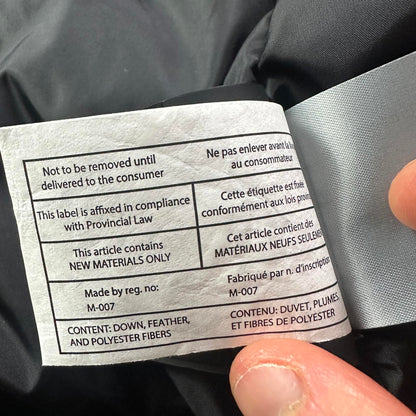 Not to be removed until
delivered to the consumer
Ne pas enlever avant la
au consommateur
This label is affixed in compliance
with Provincial Law
Cette étiquette est fixée
conformément aux lois
This article contains
NEW MATERIALS ONLY
Cet article contient des
MATÉRIAUX NEUFS SEULEMENT
Made by reg. no:
M-007
Fabriqué par n. d'inscription
M-007
CONTENT: DOWN, FEATHER,
AND POLYESTER FIBERS
CONTENU: DUVET, PLUMES,
ET FIBRES DE POLYESTER